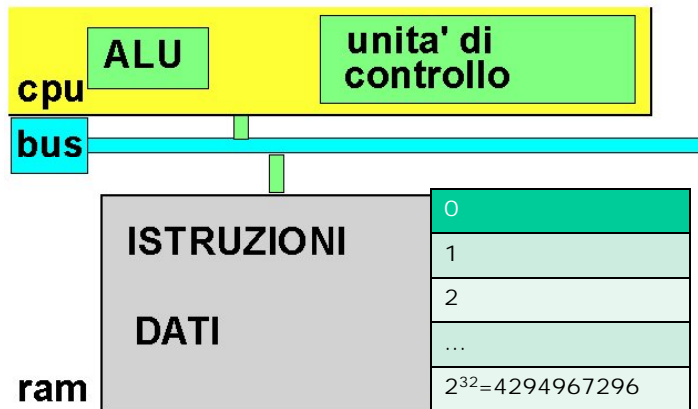 ALU
unita' di
controllo
cpu
bus
ISTRUZIONI
DATI
ram
0
1
2
...
2³²=4294967296